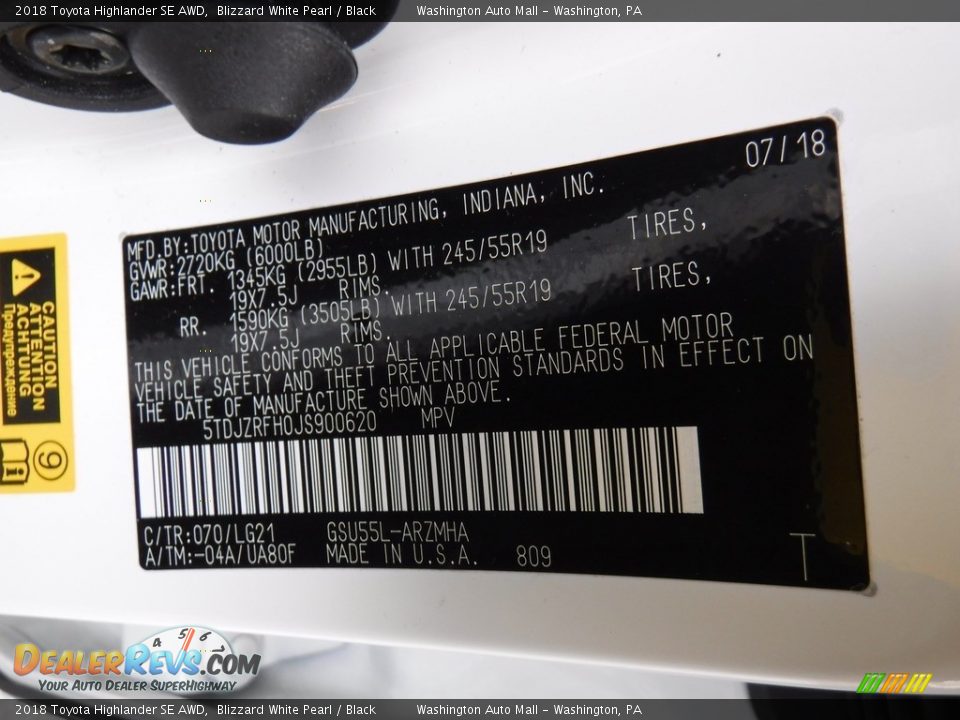 2018 Toyota Highlander SE AWD, Blizzard White Pearl / Black Washington Auto Mall - Washington, PA
07/18
MFD.BY:TOYOTA MOTOR MANUFACTURING, INDIANA, INC.
GVWR:2720KG (6000LB)
GAWR:FRT. 1345KG (2955LB) WITH 245/55R19 TIRES,
19X7.5J RIMS.
RR. 1590KG (3505LB) WITH 245/55R19 TIRES,
19X7.5J RIMS.
THIS VEHICLE CONFORMS TO ALL APPLICABLE FEDERAL MOTOR
VEHICLE SAFETY AND THEFT PREVENTION STANDARDS IN EFFECT ON
THE DATE OF MANUFACTURE SHOWN ABOVE.
5TDJZRFH0JS900620 MPV
C/TR:070/LG21 GSU55L-ARZMHA
A/TM:-04A/UA80F MADE IN U.S.A. 809
T
CAUTION
ATTENTION
ACHTUNG
Предупреждение
9
4 5 6
DEALERREVS.COM
YOUR AUTO DEALER SUPERHIGHWAY
2018 Toyota Highlander SE AWD, Blizzard White Pearl / Black Washington Auto Mall - Washington, PA